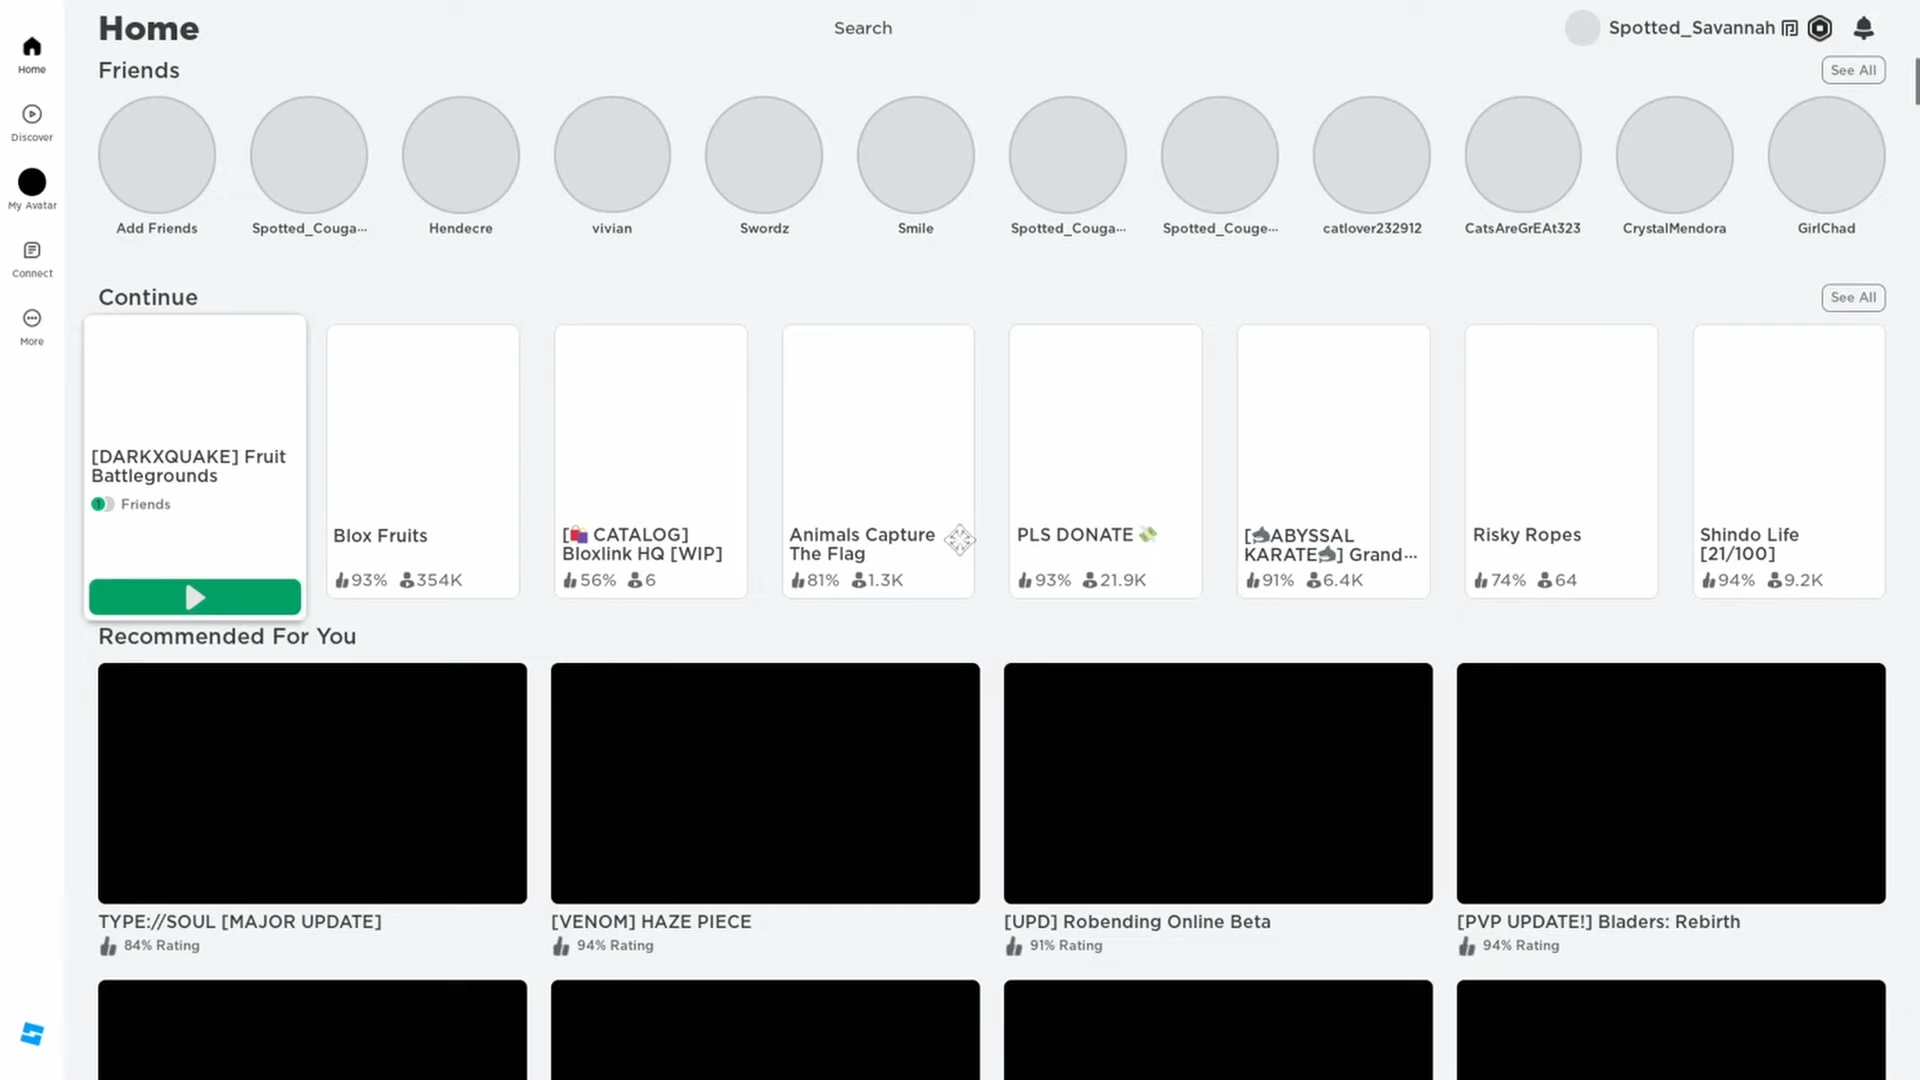 Home
Search
Spotted_Savannah
Home
Discover
My Avatar
Connect
More
Friends
See All
Add Friends
Spotted_Couga...
Hendecre
vivian
Swordz
Smile
Spotted_Couga...
Spotted_Couge...
catlover232912
CatsAreGrEAt323
CrystalMendora
GirlChad
Continue
See All
[DARKXQUAKE] Fruit
Battlegrounds
1 Friends
Blox Fruits
93% 354K
[🛍️ CATALOG]
Bloxlink HQ [WIP]
56% 6
Animals Capture
The Flag
81% 1.3K
PLS DONATE 💸
93% 21.9K
[🦈ABYSSAL
KARATE🦈] Grand...
91% 6.4K
Risky Ropes
74% 64
Shindo Life
[21/100]
94% 9.2K
Recommended For You
TYPE://SOUL [MAJOR UPDATE]
84% Rating
[VENOM] HAZE PIECE
94% Rating
[UPD] Robending Online Beta
91% Rating
[PVP UPDATE!] Bladers: Rebirth
94% Rating